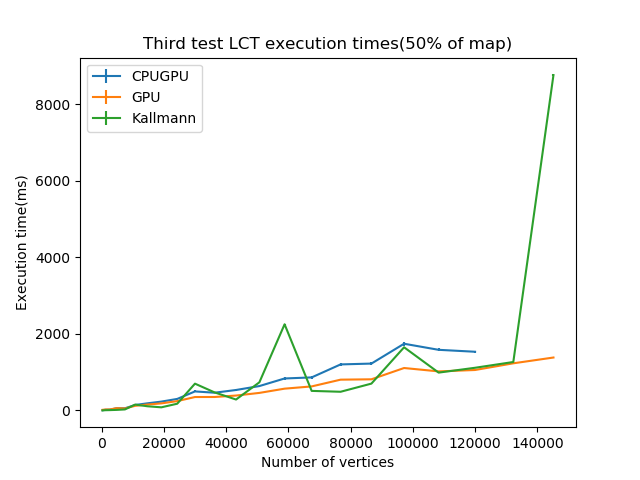 Third test LCT execution times(50% of map)
CPUGPU
GPU
Kallmann
8000
6000
4000
2000
0
Execution time(ms)
0 20000 40000 60000 80000 100000 120000 140000
Number of vertices